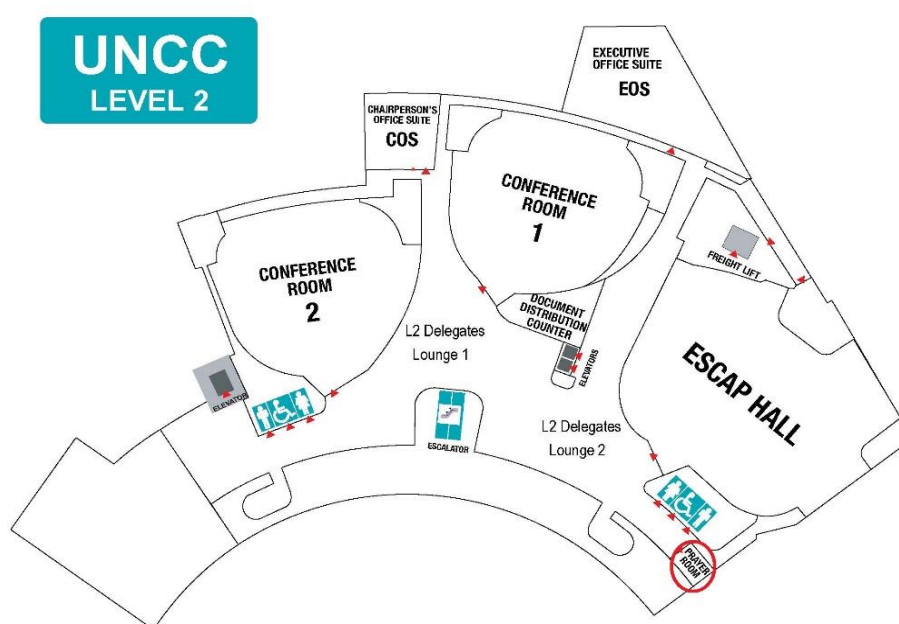 UNCC
LEVEL 2
EXECUTIVE
OFFICE SUITE
EOS
CHAIRPERSON'S
OFFICE SUITE
COS
CONFERENCE
ROOM
1
CONFERENCE
ROOM
2
FREIGHT LIFT
DOCUMENT
DISTRIBUTION
COUNTER
ELEVATORS
L2 Delegates
Lounge 1
ESCAP HALL
ELEVATOR
ESCALATOR
L2 Delegates
Lounge 2
PRAYER
ROOM